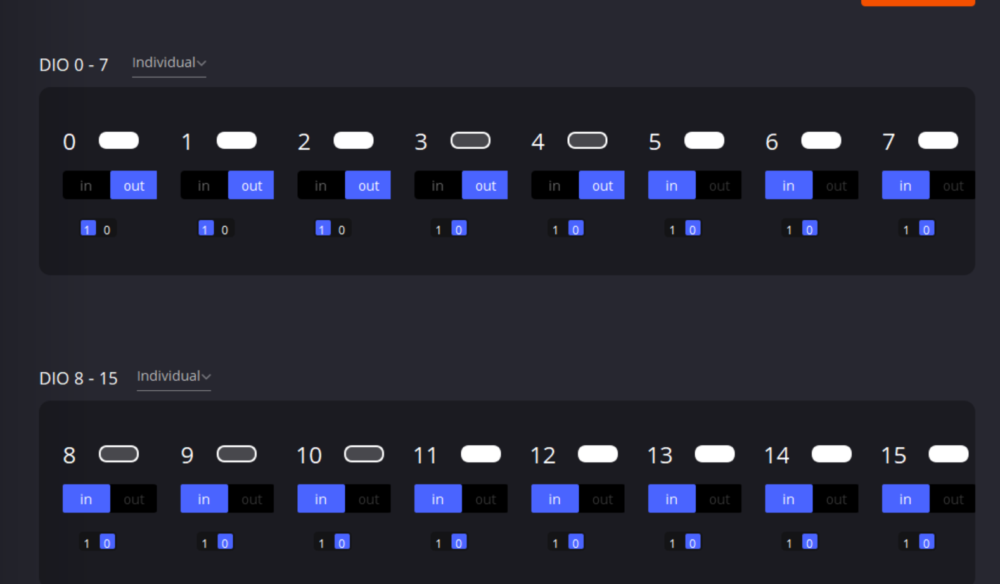 DIO 0 - 7 Individual
0 1 2 3 4 5 6 7
in out in out in out in out in out in out in out in out
1 0 1 0 1 0 1 0 1 0 1 0 1 0 1 0
DIO 8 - 15 Individual
8 9 10 11 12 13 14 15
in out in out in out in out in out in out in out in out
1 0 1 0 1 0 1 0 1 0 1 0 1 0 1 0